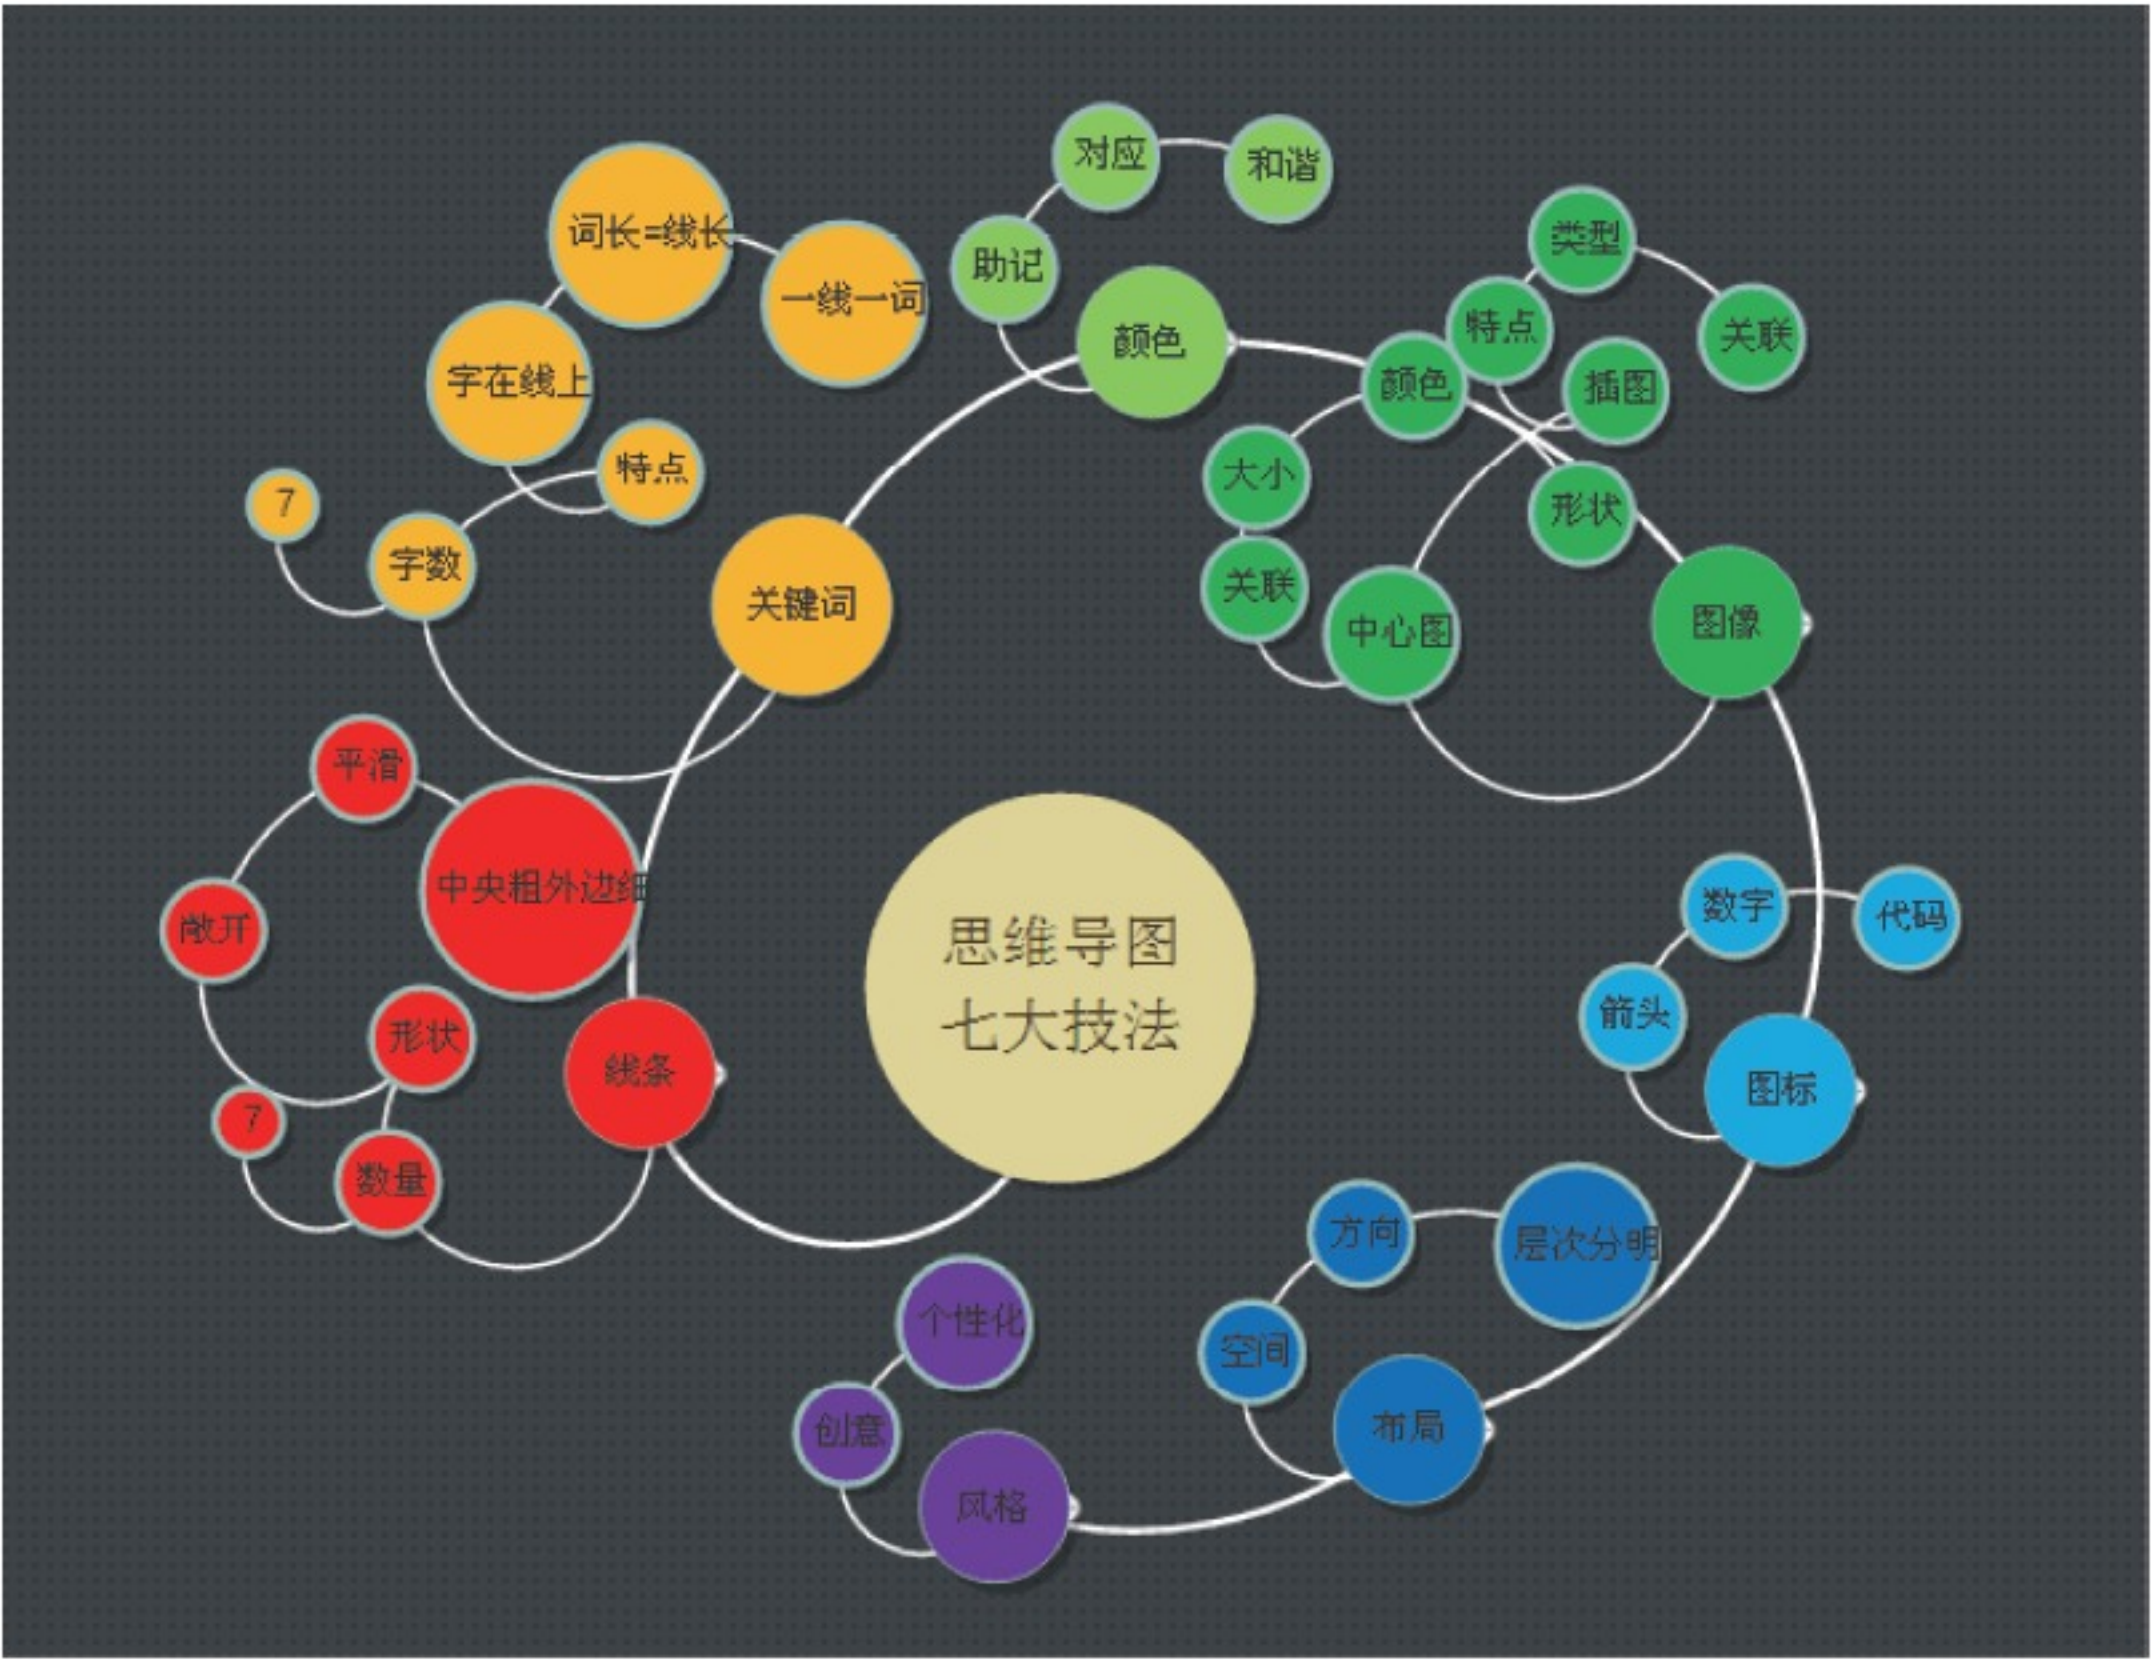 思维导图
七大技法
线条
数量
7
形状
敞开
平滑
中央粗外边细
关键词
字数
7
特点
字在线上
词长=线长
一线一词
颜色
助记
对应
和谐
图像
中心图
关联
大小
颜色
形状
插图
特点
类型
关联
图标
箭头
数字
代码
布局
空间
方向
层次分明
风格
创意
个性化